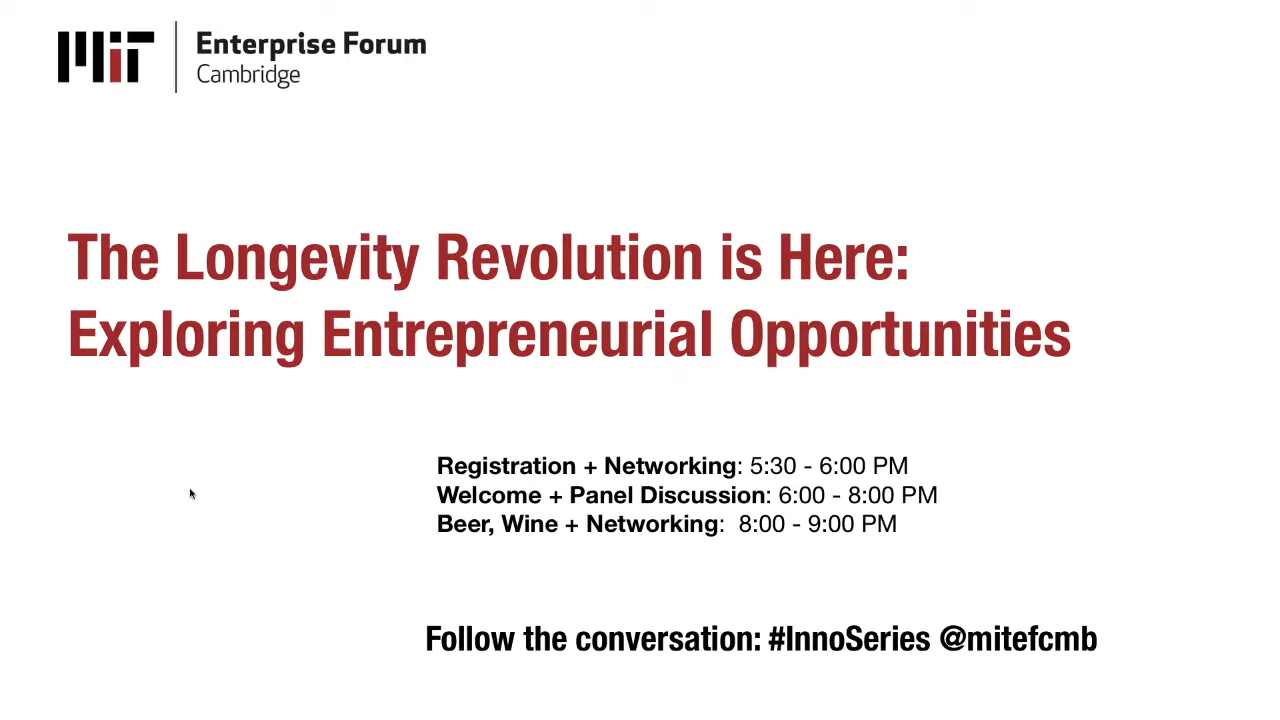 MIT
Enterprise Forum
Cambridge
The Longevity Revolution is Here:
Exploring Entrepreneurial Opportunities
Registration + Networking: 5:30 - 6:00 PM
Welcome + Panel Discussion: 6:00 - 8:00 PM
Beer, Wine + Networking:  8:00 - 9:00 PM
Follow the conversation: #InnoSeries @mitefcmb